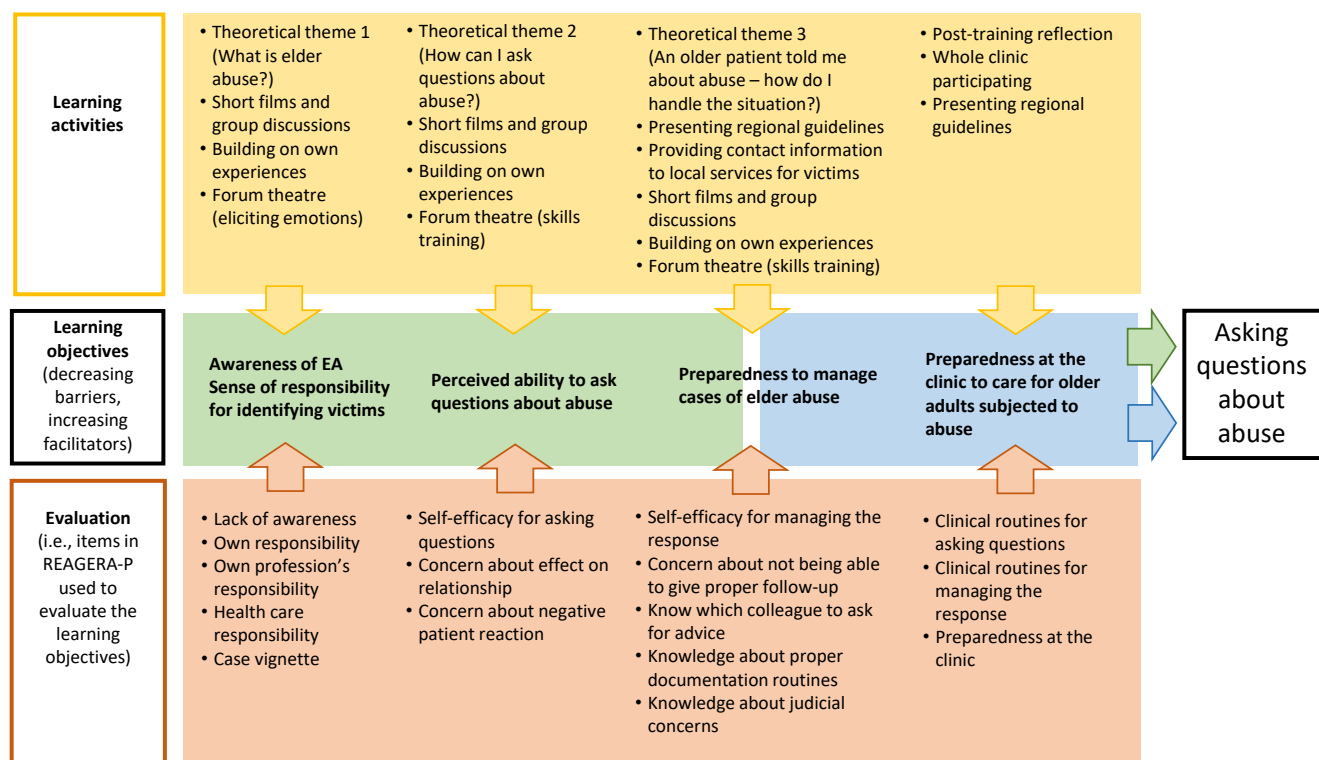 Learning
activities
• Theoretical theme 1
(What is elder
abuse?)
• Short films and
group discussions
• Building on own
experiences
• Forum theatre
(eliciting emotions)
• Theoretical theme 2
(How can I ask
questions about
abuse?)
• Short films and group
discussions
• Building on own
experiences
• Forum theatre (skills
training)
• Theoretical theme 3
(An older patient told me
about abuse – how do I
handle the situation?)
• Presenting regional guidelines
• Providing contact information
to local services for victims
• Short films and group
discussions
• Building on own experiences
• Forum theatre (skills training)
• Post-training reflection
• Whole clinic
participating
• Presenting regional
guidelines
Learning
objectives
(decreasing
barriers,
increasing
facilitators)
Awareness of EA
Sense of responsibility
for identifying victims
Perceived ability to ask
questions about abuse
Preparedness to manage
cases of elder abuse
Preparedness at the
clinic to care for older
adults subjected to
abuse
Asking
questions
about
abuse
Evaluation
(i.e., items in
REAGERA-P
used to
evaluate the
learning
objectives)
• Lack of awareness
• Own responsibility
• Own profession's
responsibility
• Health care
responsibility
• Case vignette
• Self-efficacy for asking
questions
• Concern about effect on
relationship
• Concern about negative
patient reaction
• Self-efficacy for managing the
response
• Concern about not being able
to give proper follow-up
• Know which colleague to ask
for advice
• Knowledge about proper
documentation routines
• Knowledge about judicial
concerns
• Clinical routines for
asking questions
• Clinical routines for
managing the
response
• Preparedness at the
clinic